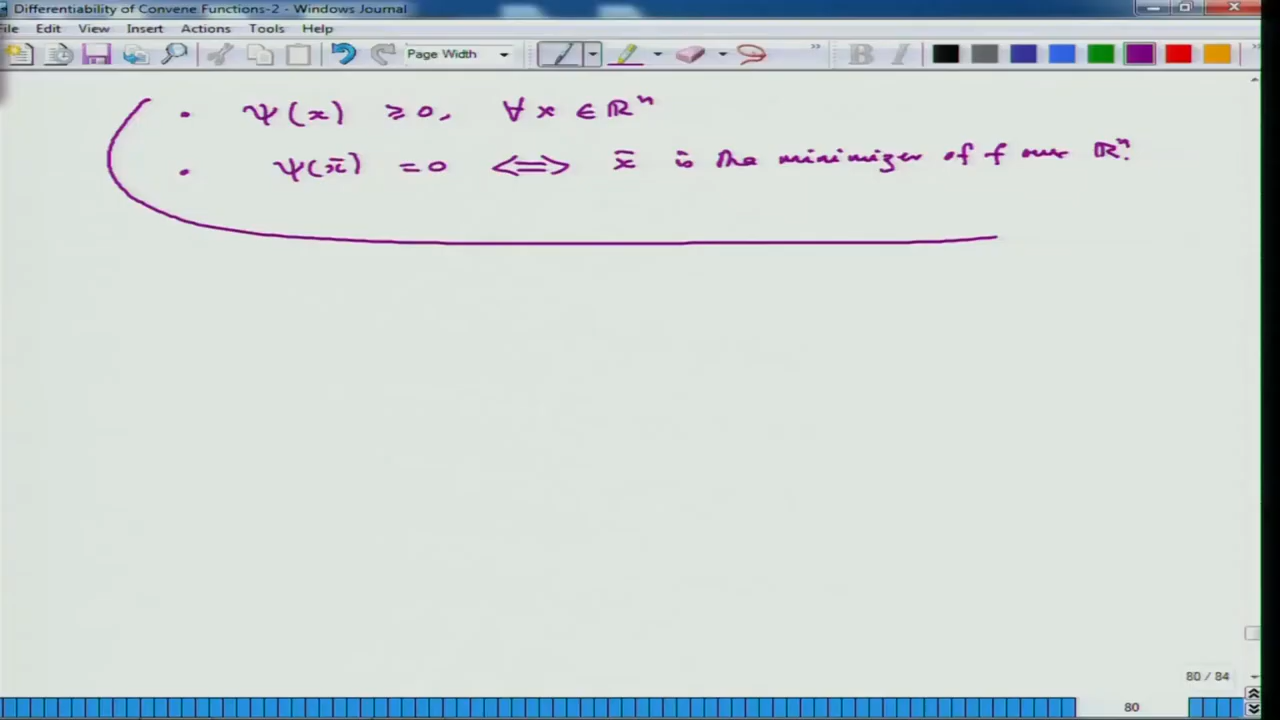 Differentiability of Convene Functions-2 - Windows Journal
File Edit View Insert Actions Tools Help
Page Width
B I
• ψ(x) ≥ 0, ∀ x ∈ ℝⁿ
• ψ(x̄) = 0 ⟺ x̄ is the minimizer of f over ℝⁿ.
80 / 84
80